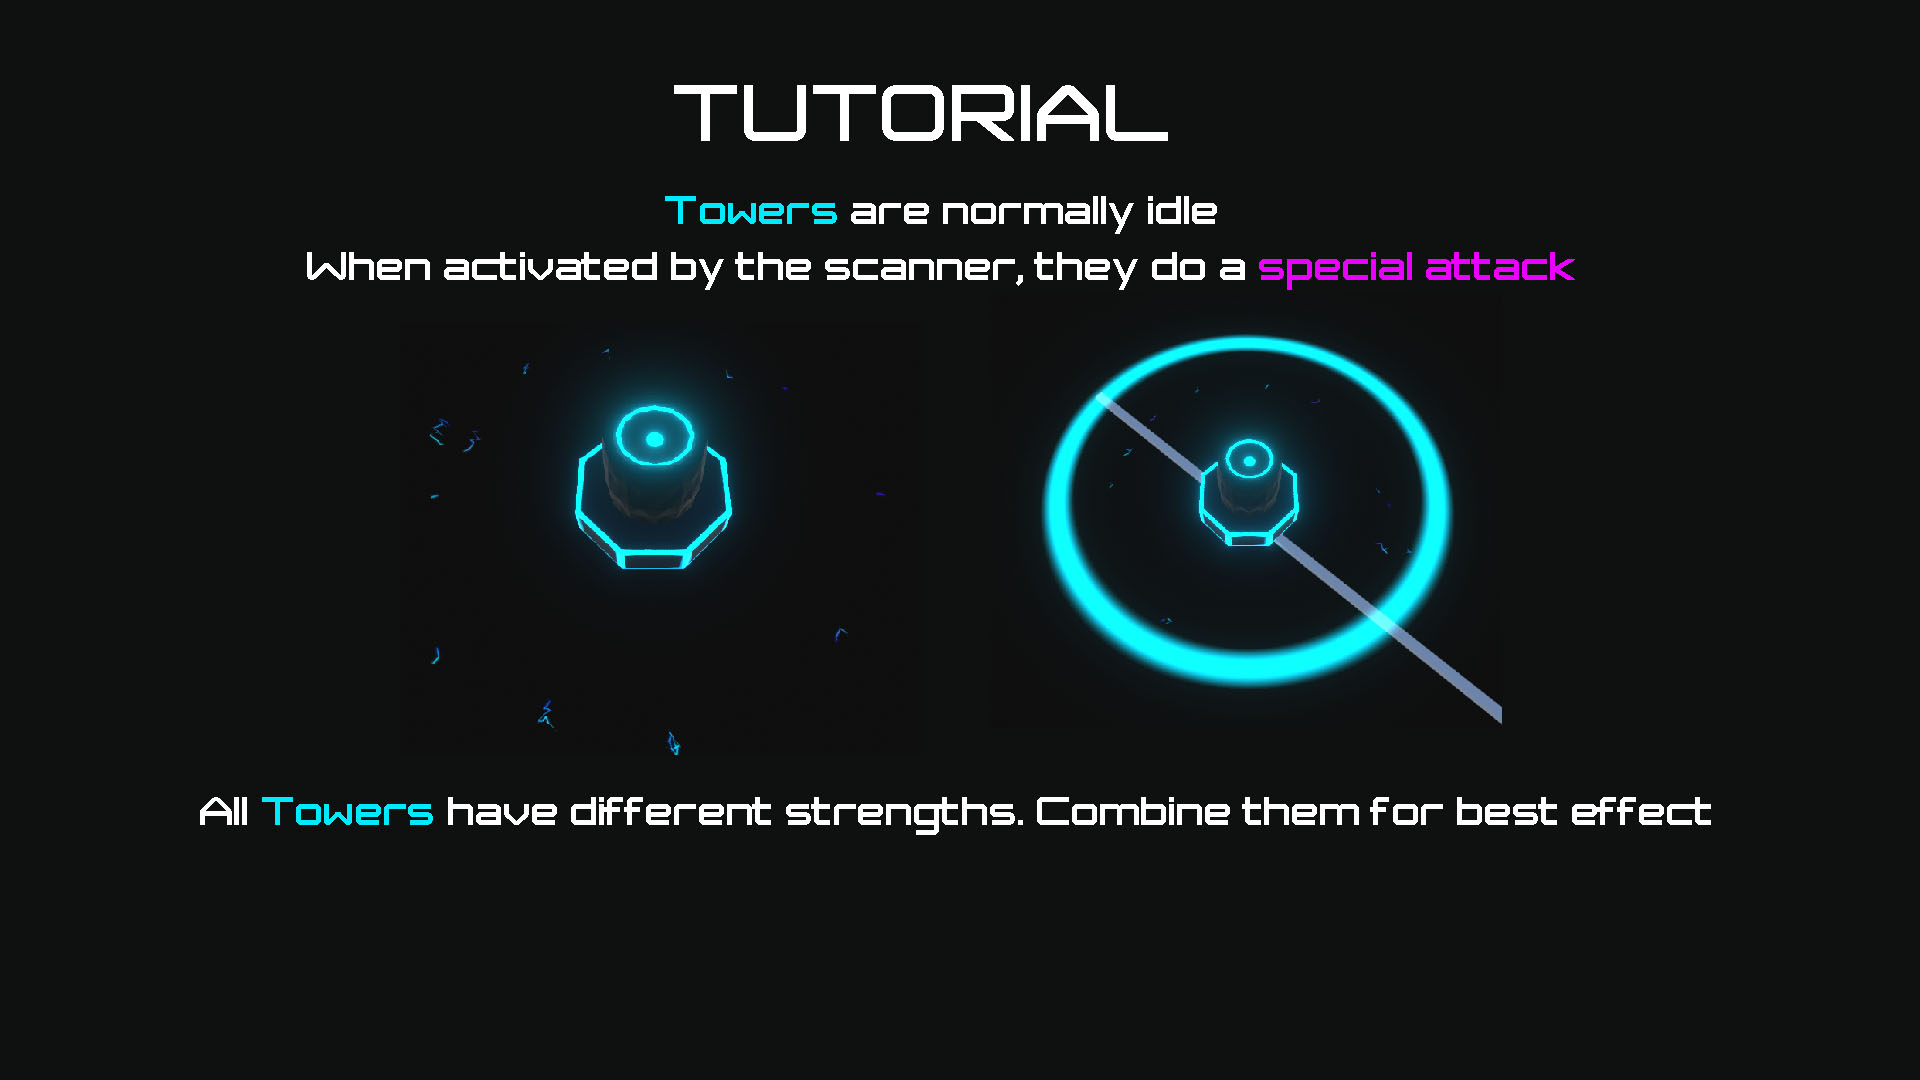 TUTORIAL
Towers are normally idle
When activated by the scanner, they do a special attack
All Towers have different strengths. Combine them for best effect